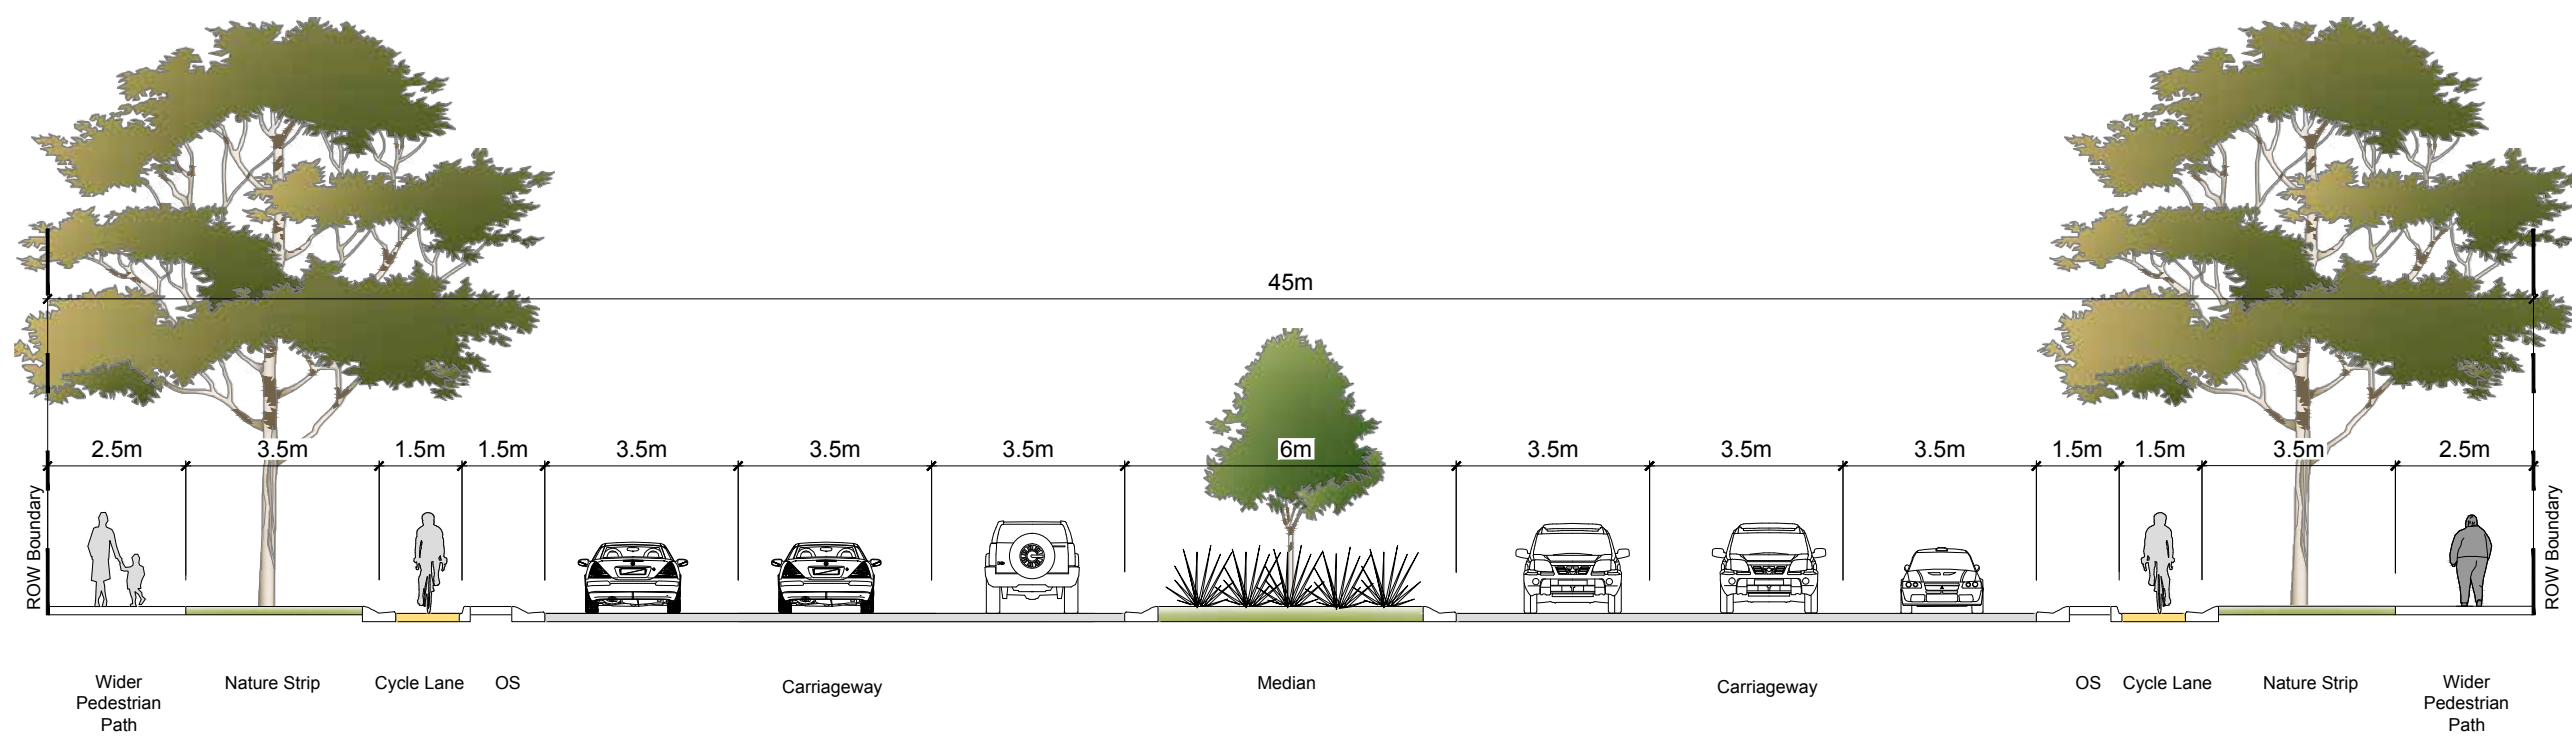 45m
2.5m
3.5m
1.5m
1.5m
3.5m
3.5m
3.5m
6m
3.5m
3.5m
3.5m
1.5m
1.5m
3.5m
2.5m
ROW Boundary
ROW Boundary
Wider
Pedestrian
Path
Nature Strip
Cycle Lane
OS
Carriageway
Median
Carriageway
OS
Cycle Lane
Nature Strip
Wider
Pedestrian
Path